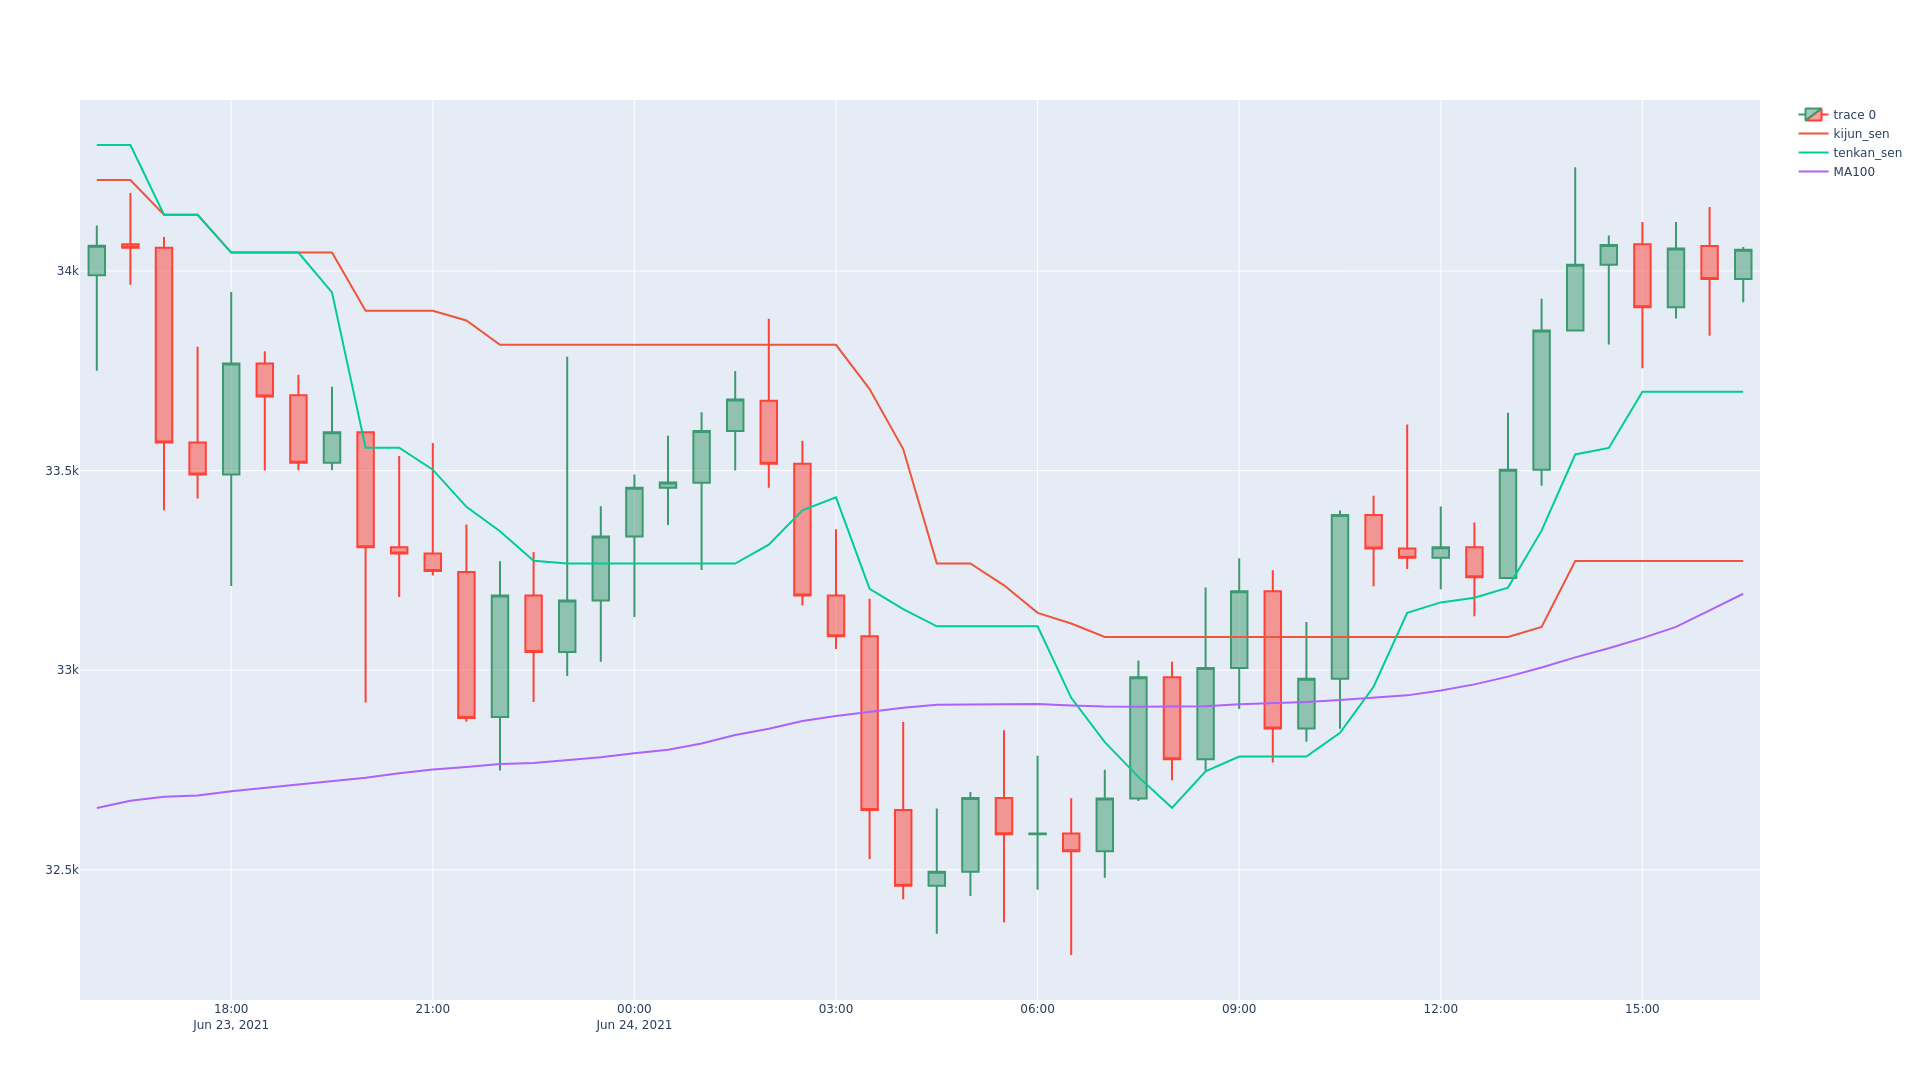 trace 0
kijun_sen
tenkan_sen
MA100
34k
33.5k
33k
32.5k
18:00 21:00 00:00 03:00 06:00 09:00 12:00 15:00
Jun 23, 2021 Jun 24, 2021